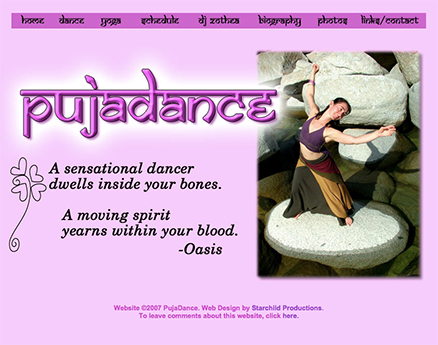 home dance yoga schedule dj zothea biography photos links/contact
pujadance
A sensational dancer
dwells inside your bones.
A moving spirit
yearns within your blood.
-Oasis
Website ©2007 PujaDance. Web Design by Starchild Productions.
To leave comments about this website, click here.